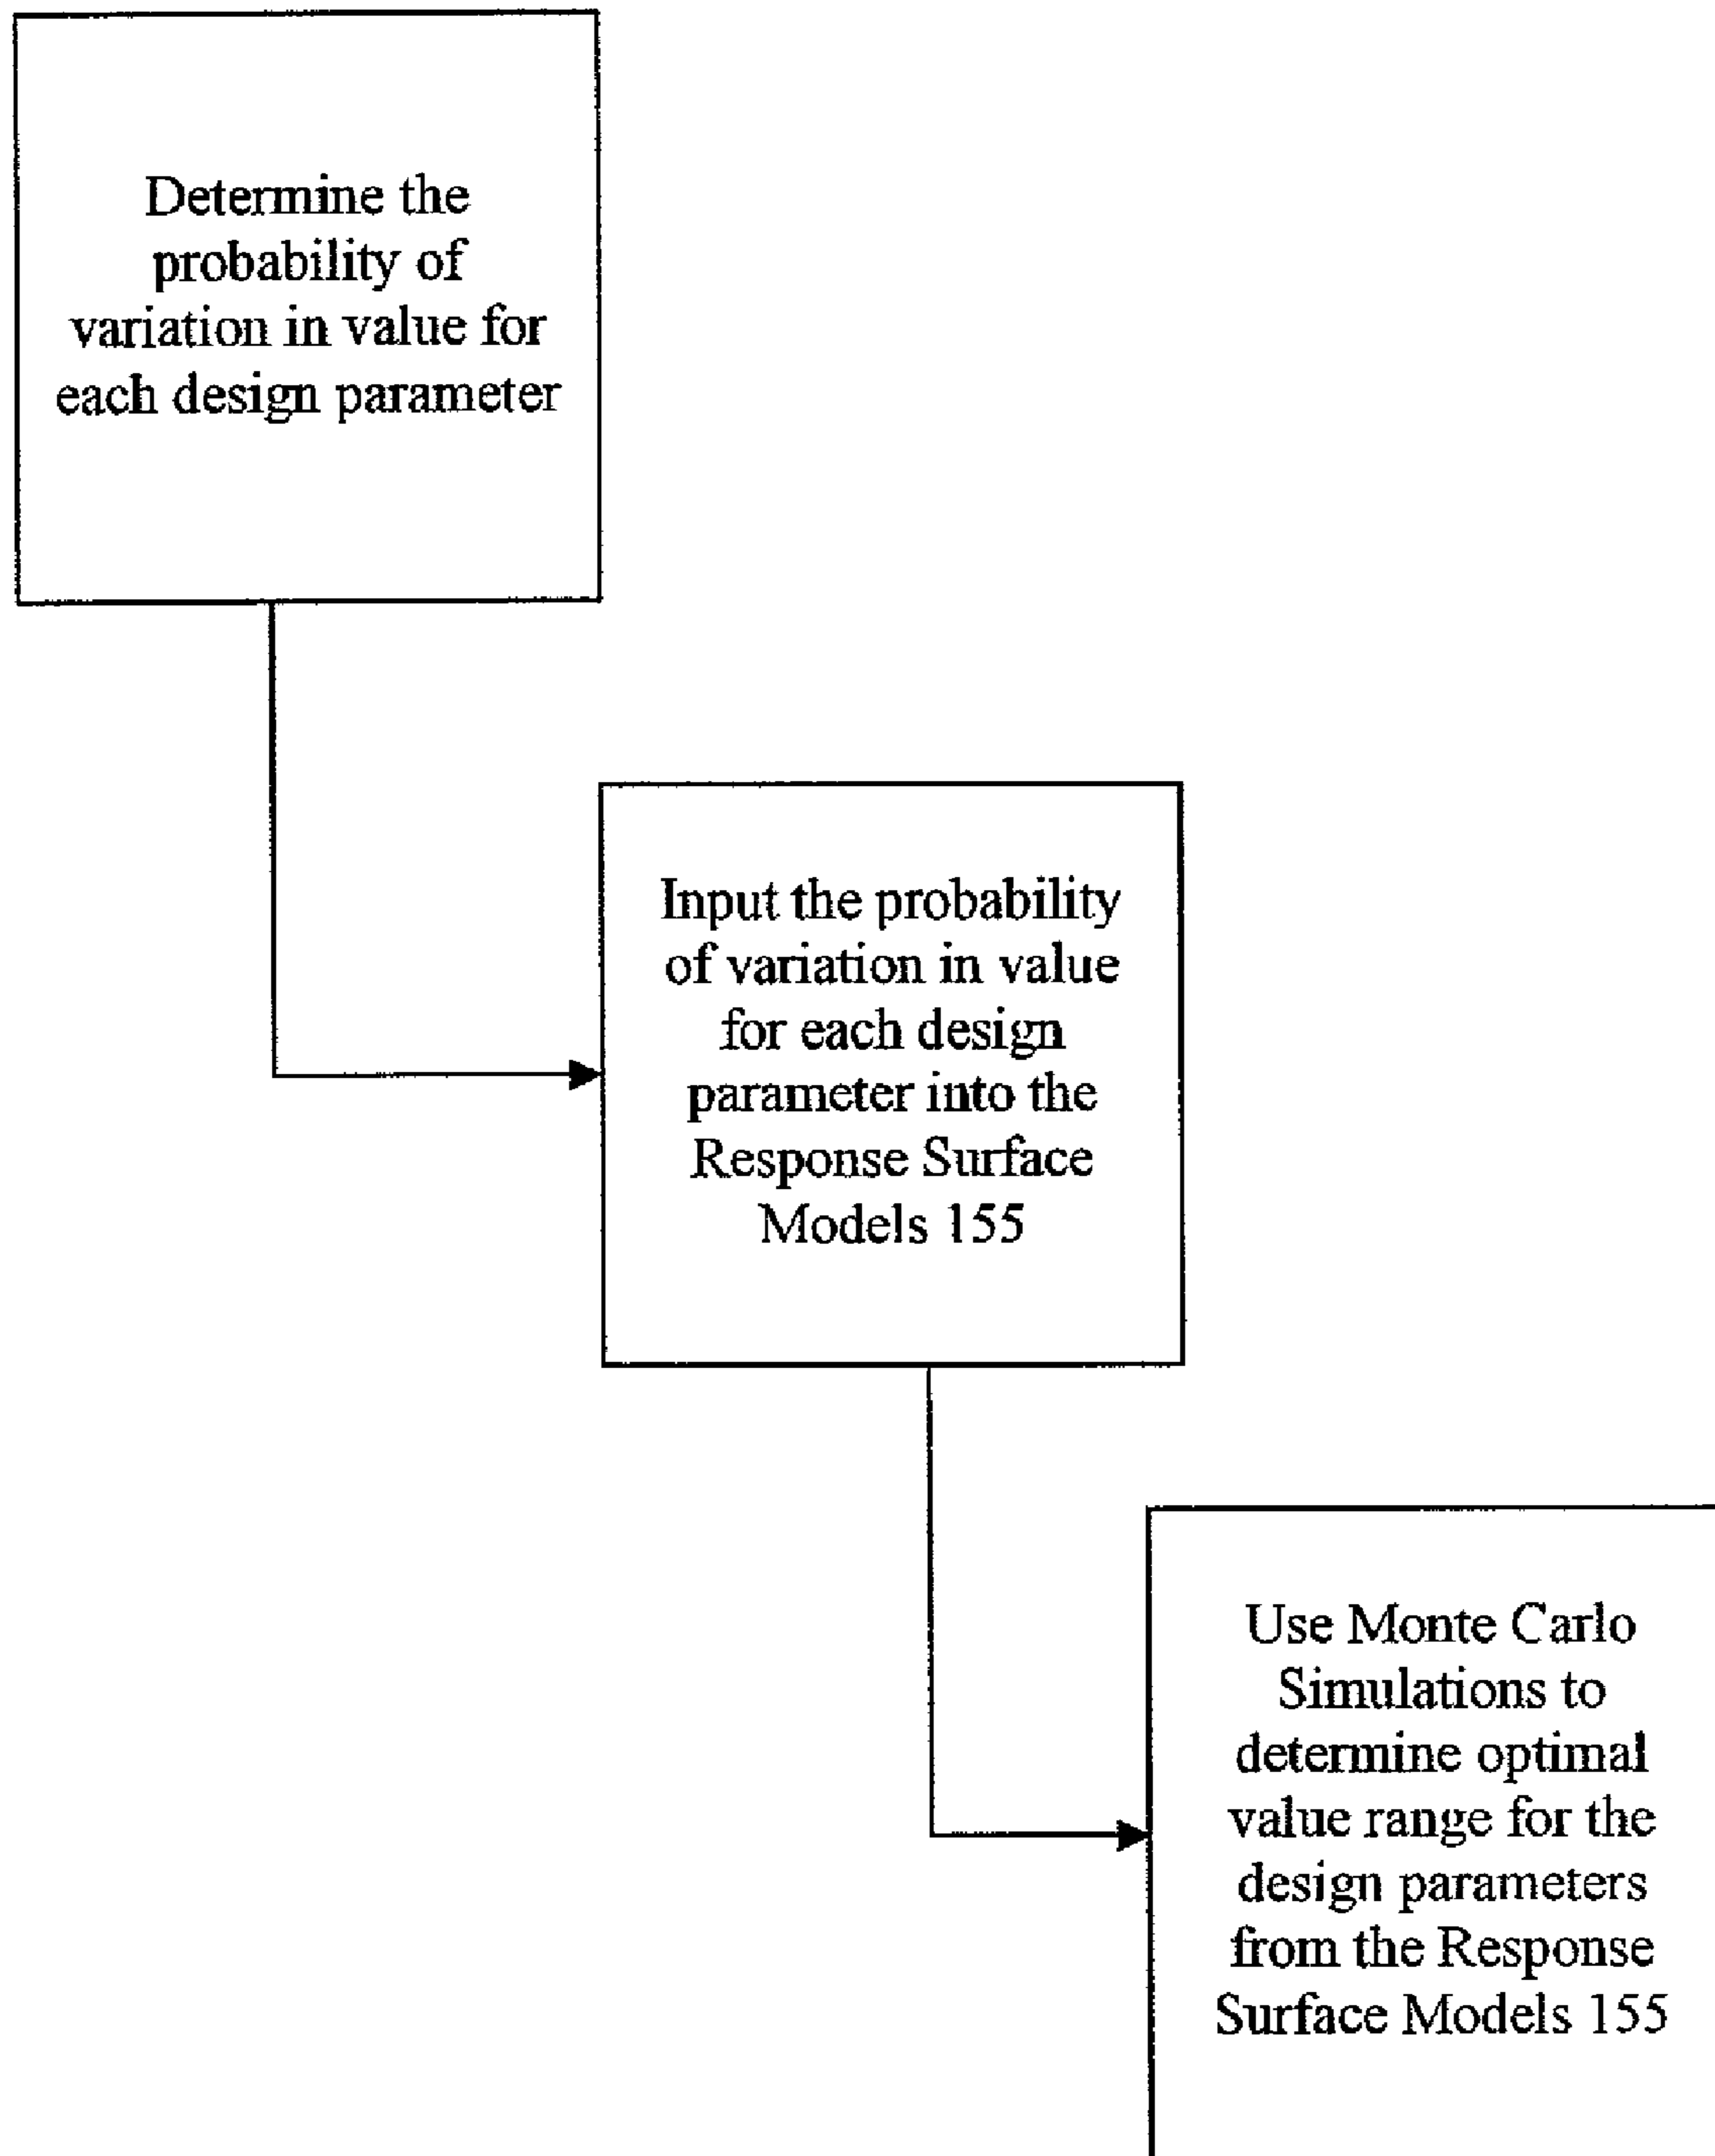 Determine the
probability of
variation in value for
each design parameter
Input the probability
of variation in value
for each design
parameter into the
Response Surface
Models 155
Use Monte Carlo
Simulations to
determine optimal
value range for the
design parameters
from the Response
Surface Models 155